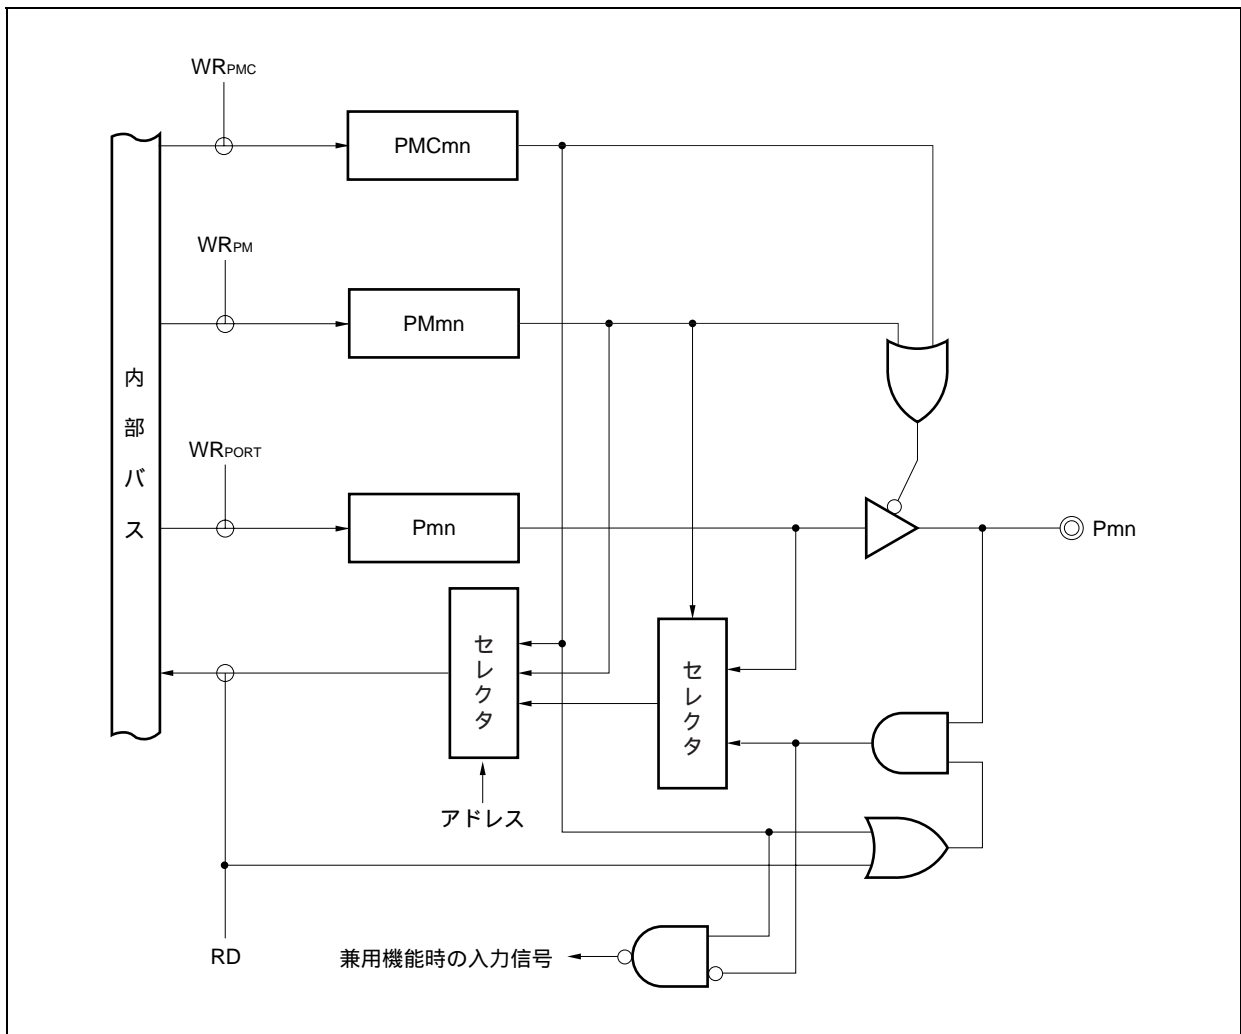 WRPMC
PMCmn
WRPM
PMmn
内部バス
WRPORT
Pmn
Pmn
セレクタ
セレクタ
アドレス
RD
兼用機能時の入力信号